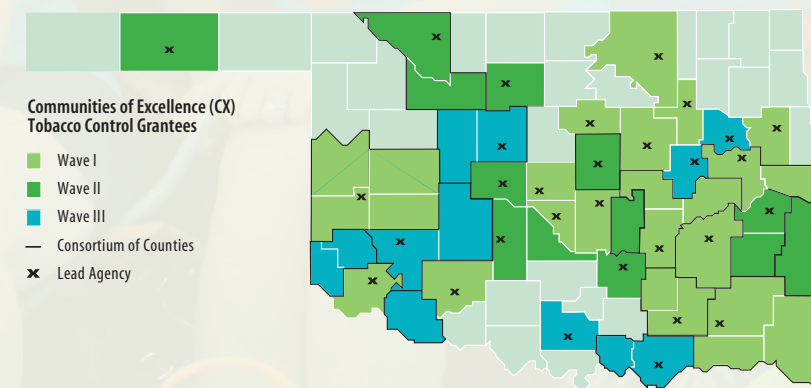 Communities of Excellence (CX)
Tobacco Control Grantees
Wave I
Wave II
Wave III
Consortium of Counties
x Lead Agency